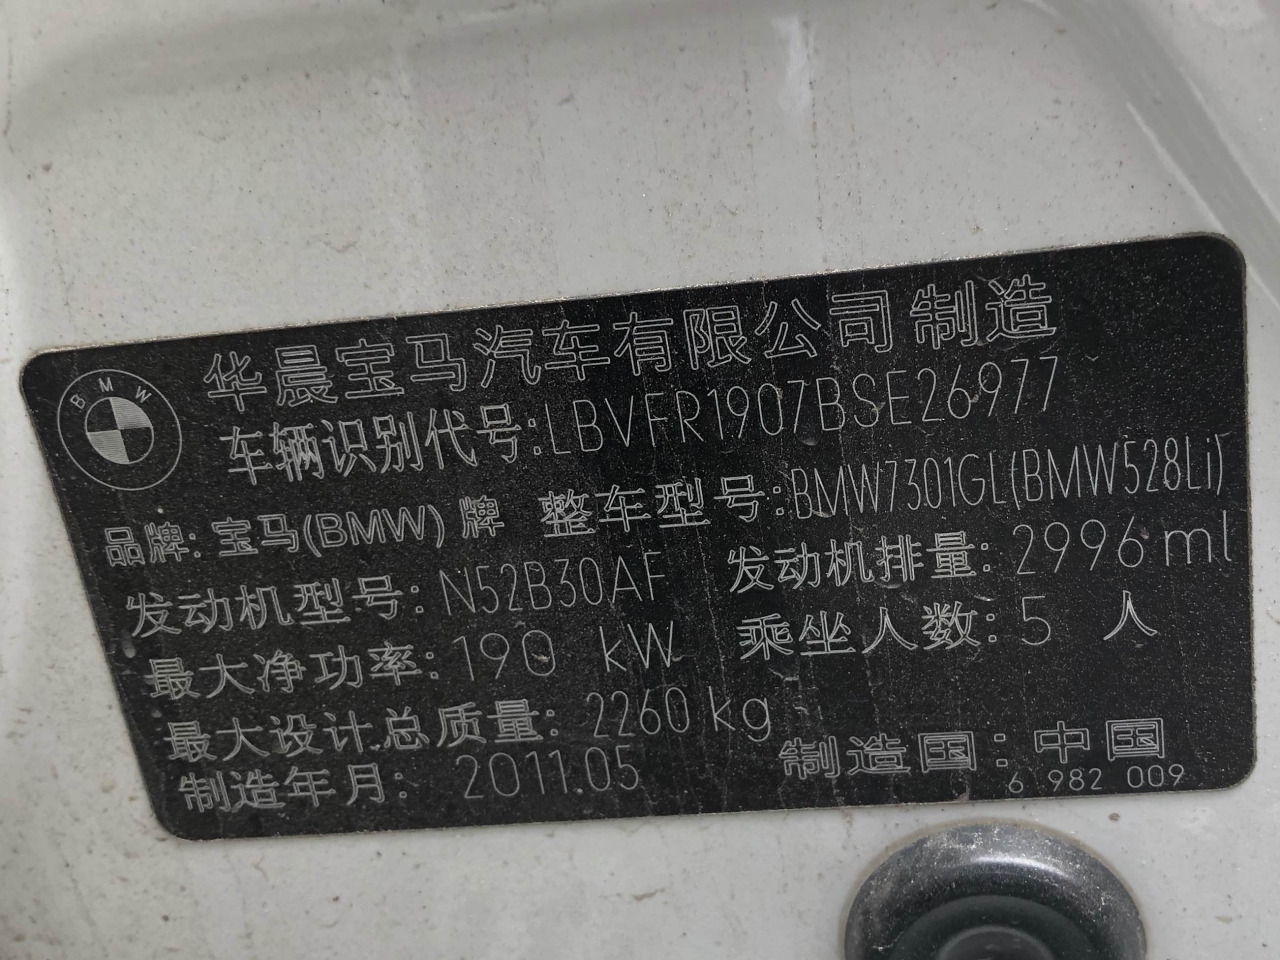 BMW
华晨宝马汽车有限公司 制造
车辆识别代号:LBVFR1907BSE26977
品牌: 宝马(BMW) 牌 整车型号:BMW7301GL(BMW528Li)
发动机型号: N52B30AF 发动机排量: 2996 ml
最大净功率: 190 kW 乘坐人数: 5 人
最大设计总质量: 2260 kg
制造年月: 2011.05 制造国: 中国
6 982 009